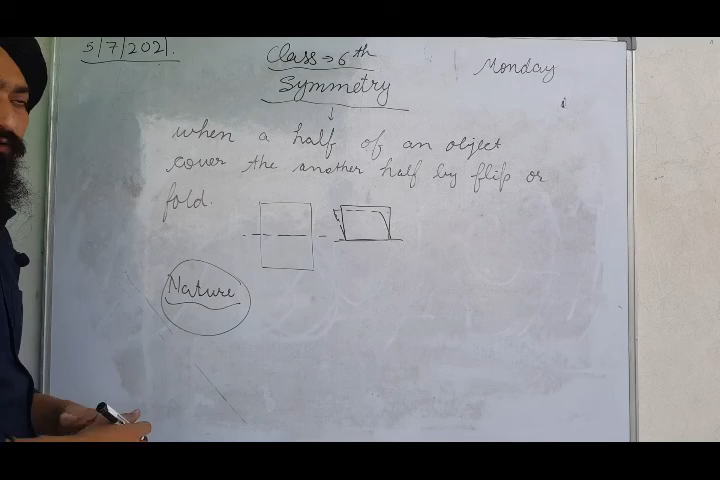 5/7/2021.
Class → 6th
Monday
Symmetry
when a half of an object
cover the another half by flip or
fold.
Nature